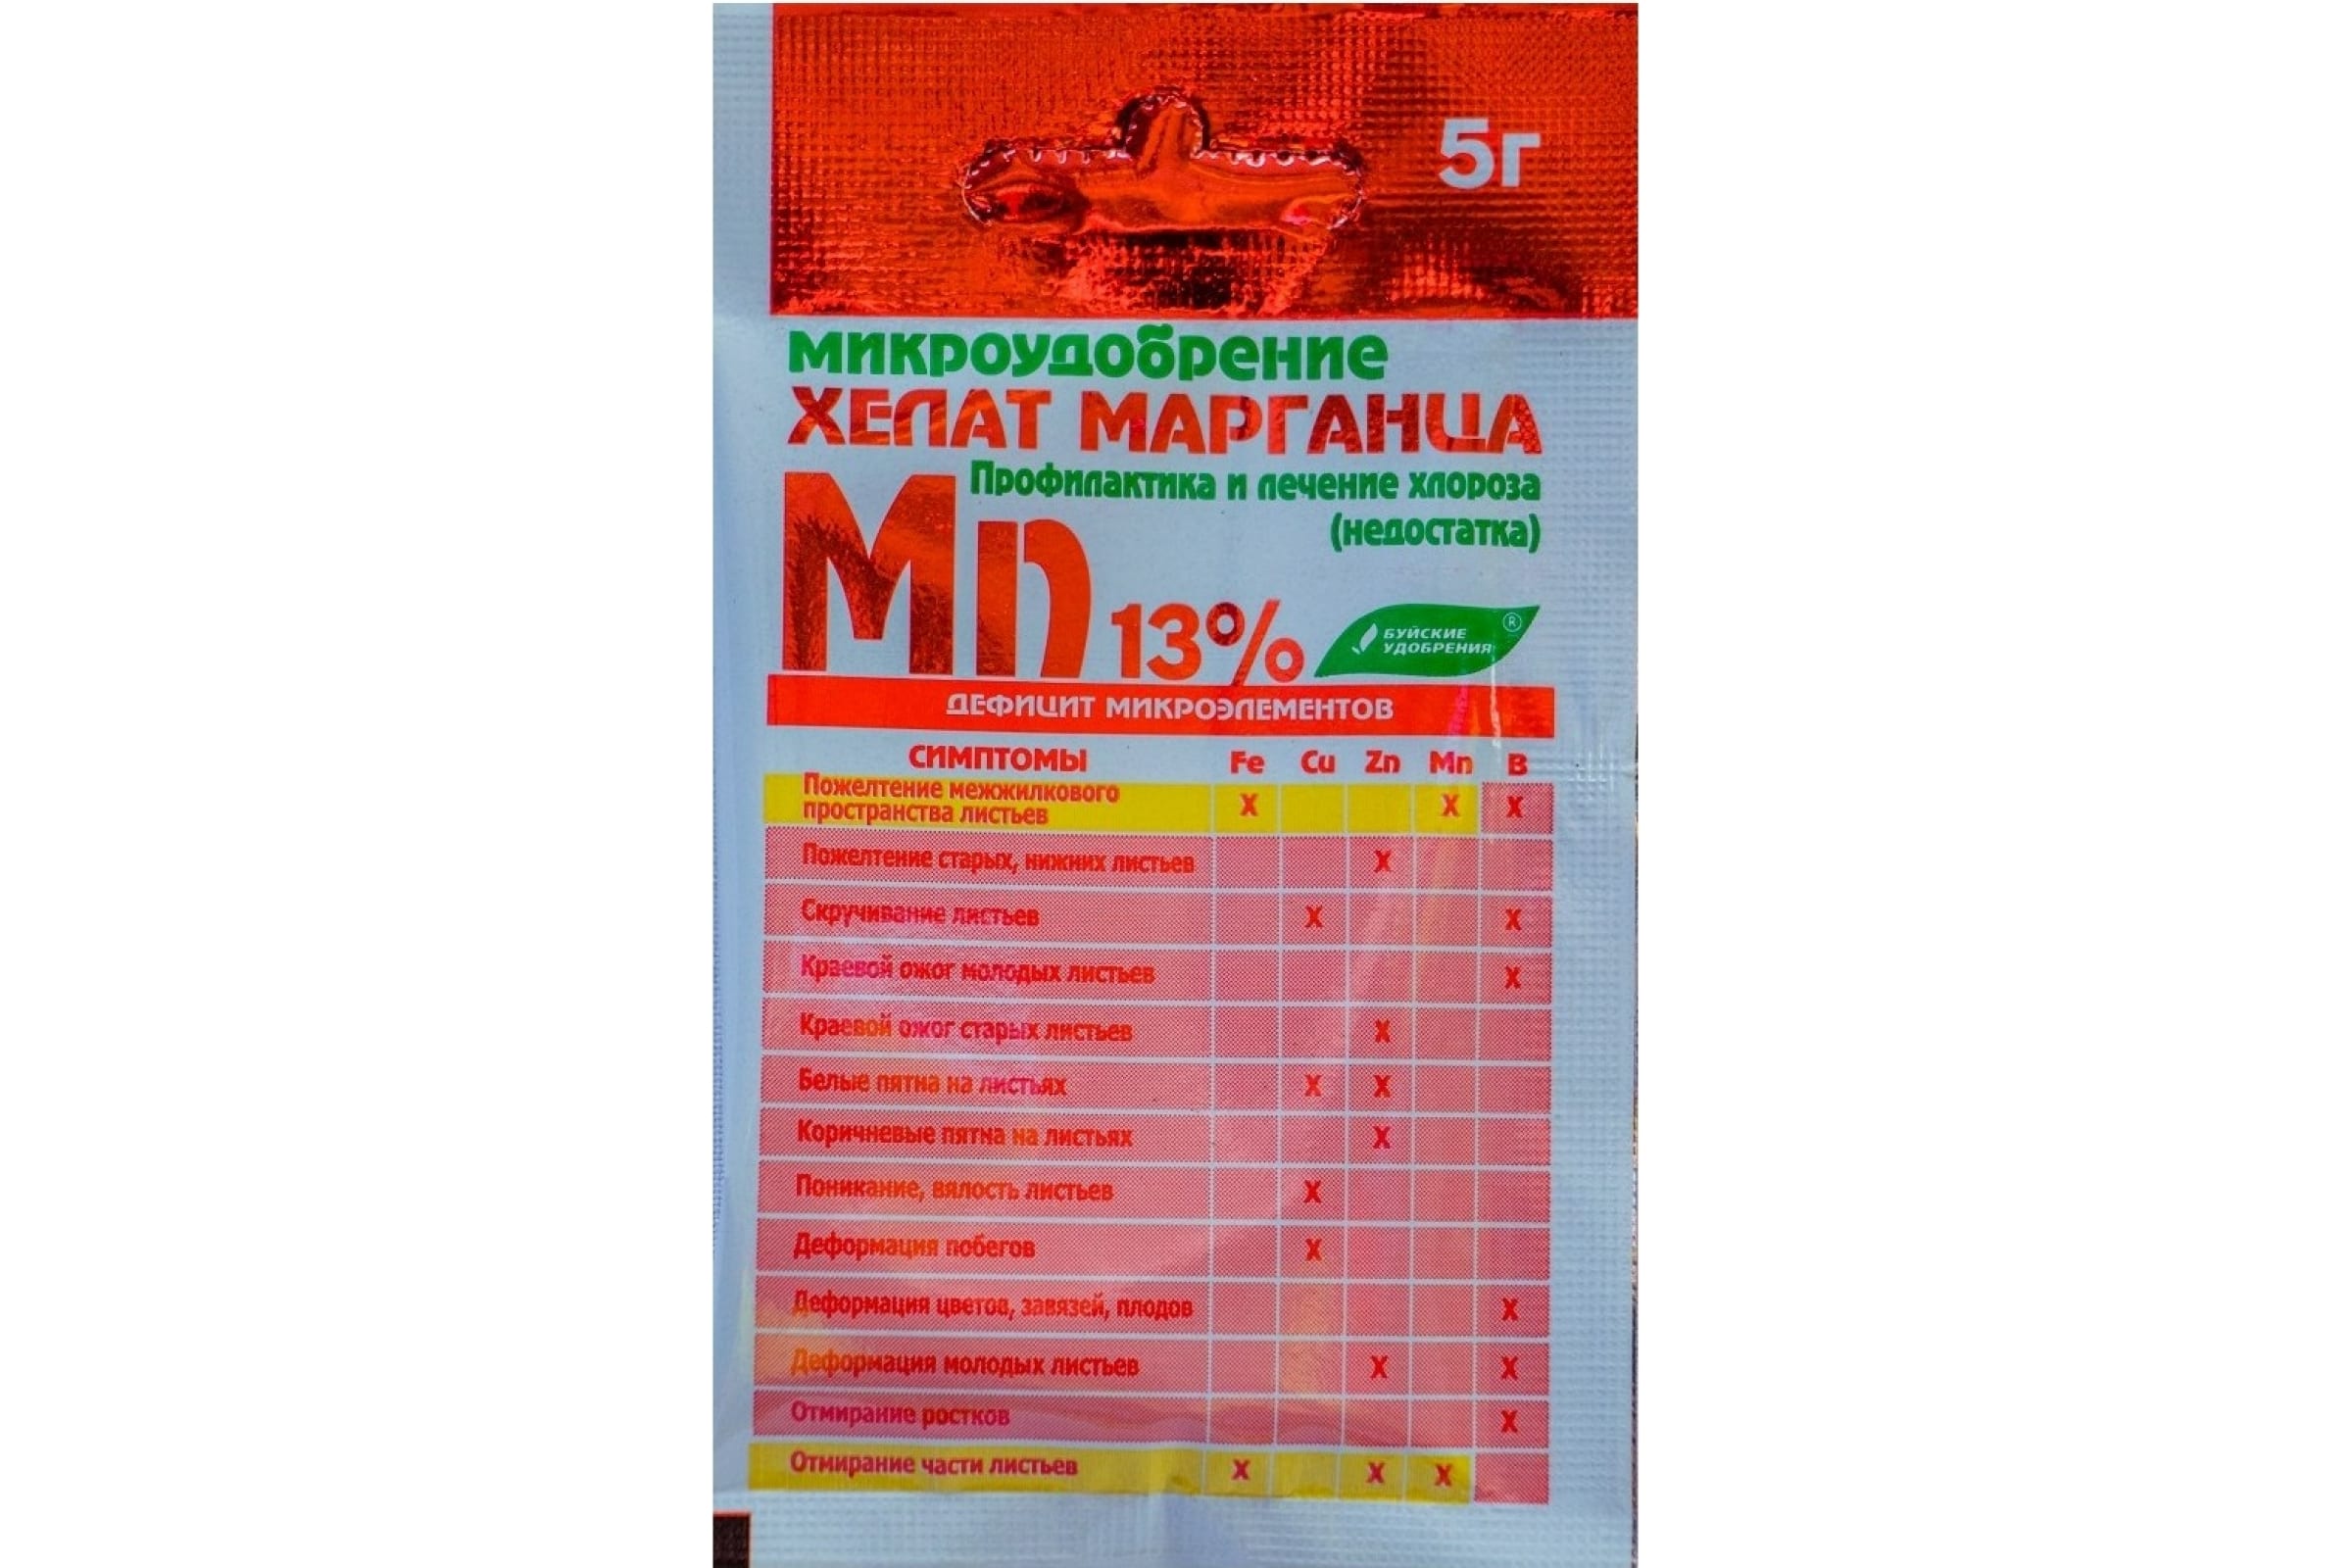 5г
МИКРОУДОБРЕНИЕ
ХЕЛАТ МАРГАНЦА
Профилактика и лечение хлороза
(недостатка)
Mn 13%
БУЙСКИЕ
УДОБРЕНИЯ ®
ДЕФИЦИТ МИКРОЭЛЕМЕНТОВ
СИМПТОМЫ Fe Cu Zn Mn B
Пожелтение межжилкового
пространства листьев X X X
Пожелтение старых, нижних листьев X
Скручивание листьев X X
Краевой ожог молодых листьев X
Краевой ожог старых листьев X
Белые пятна на листьях X X
Коричневые пятна на листьях X
Поникание, вялость листьев X
Деформация побегов X
Деформация цветов, завязей, плодов X
Деформация молодых листьев X X
Отмирание ростков X
Отмирание части листьев X X X